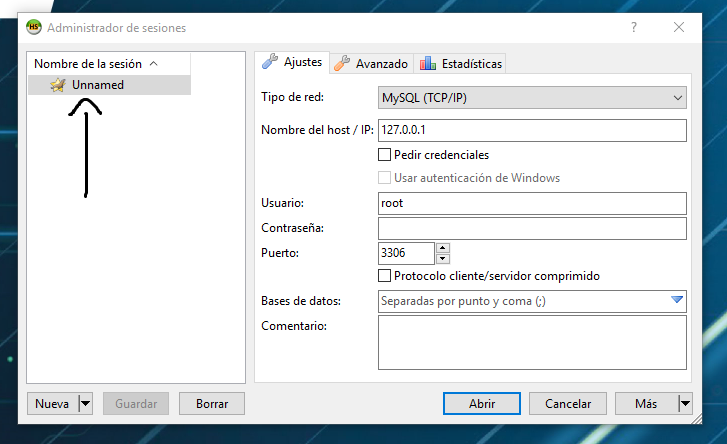 HS
Administrador de sesiones
Nombre de la sesión
Unnamed
Ajustes
Avanzado
Estadísticas
Tipo de red:
MySQL (TCP/IP)
Nombre del host / IP:
127.0.0.1
Pedir credenciales
Usar autenticación de Windows
Usuario:
root
Contraseña:
Puerto:
3306
Protocolo cliente/servidor comprimido
Bases de datos:
Separadas por punto y coma (;)
Comentario:
Nueva
Guardar
Borrar
Abrir
Cancelar
Más